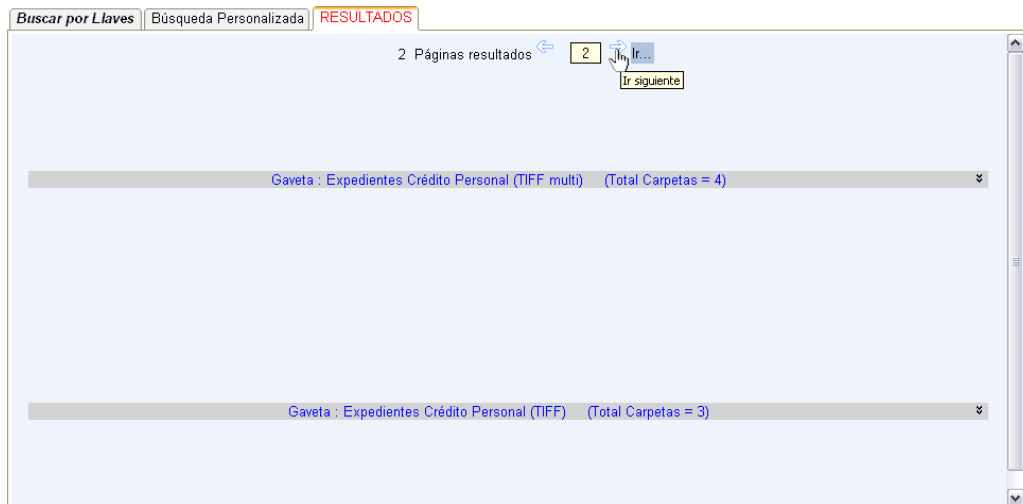 Buscar por Llaves Búsqueda Personalizada RESULTADOS
2 Páginas resultados 2 Ir...
Ir siguiente
Gaveta : Expedientes Crédito Personal (TIFF multi) (Total Carpetas = 4)
Gaveta : Expedientes Crédito Personal (TIFF) (Total Carpetas = 3)